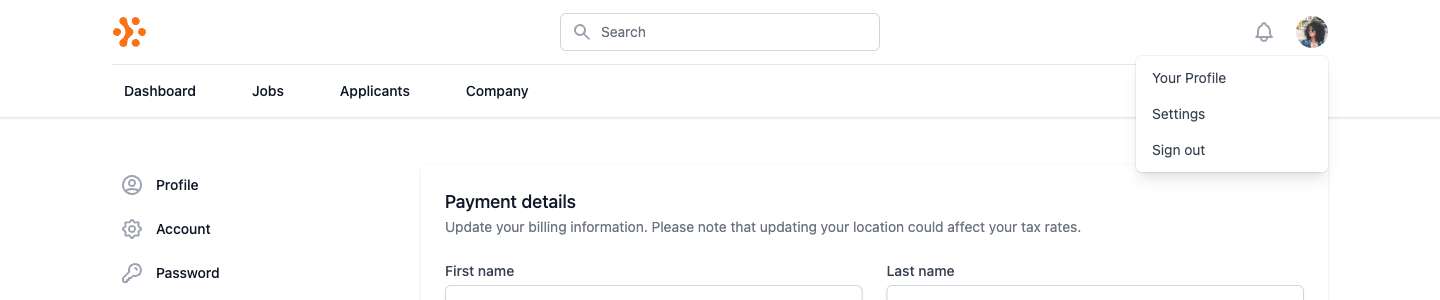 Search
Dashboard
Jobs
Applicants
Company
Your Profile
Settings
Sign out
Profile
Account
Password
Payment details
Update your billing information. Please note that updating your location could affect your tax rates.
First name
Last name